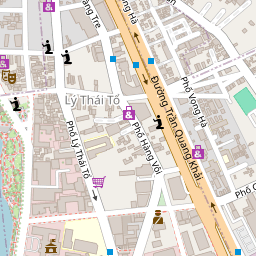 àng Tre
Hà
Phố Vọng Hà
Lý Thái Tổ
Đường Trần Quang Khải
Phố Lý Thái Tổ
Phố Hàng Vôi
Phố